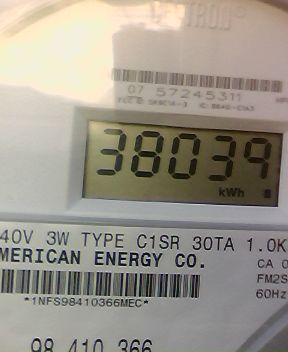 07 57245311
38039
kWh
40V 3W TYPE C1SR 30TA 1.0K
MERICAN ENERGY CO.
CA 0
FM2S
60Hz
*1NFS98410366MEC*
98 410 366